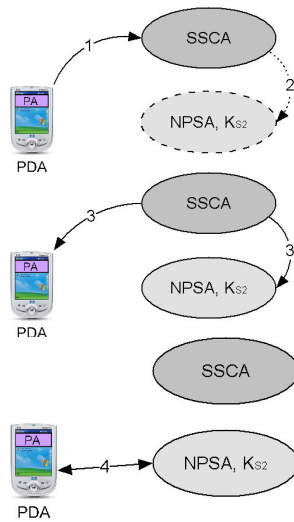 SSCA
1
PA
2
NPSA, KS2
PDA
SSCA
3
3
PA
NPSA, KS2
PDA
SSCA
PA
4
NPSA, KS2
PDA